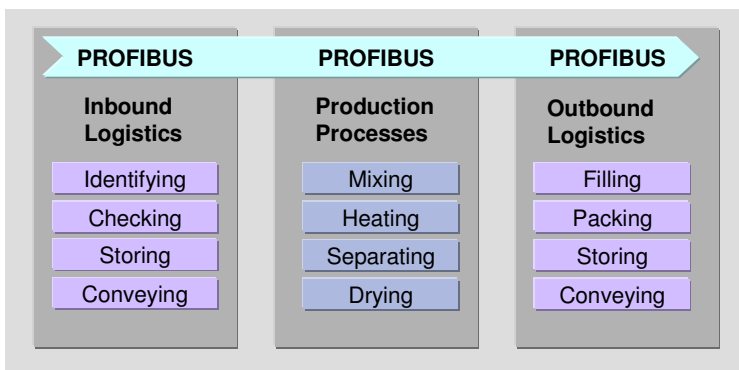 PROFIBUS PROFIBUS PROFIBUS
Inbound
Logistics
Identifying
Checking
Storing
Conveying
Production
Processes
Mixing
Heating
Separating
Drying
Outbound
Logistics
Filling
Packing
Storing
Conveying